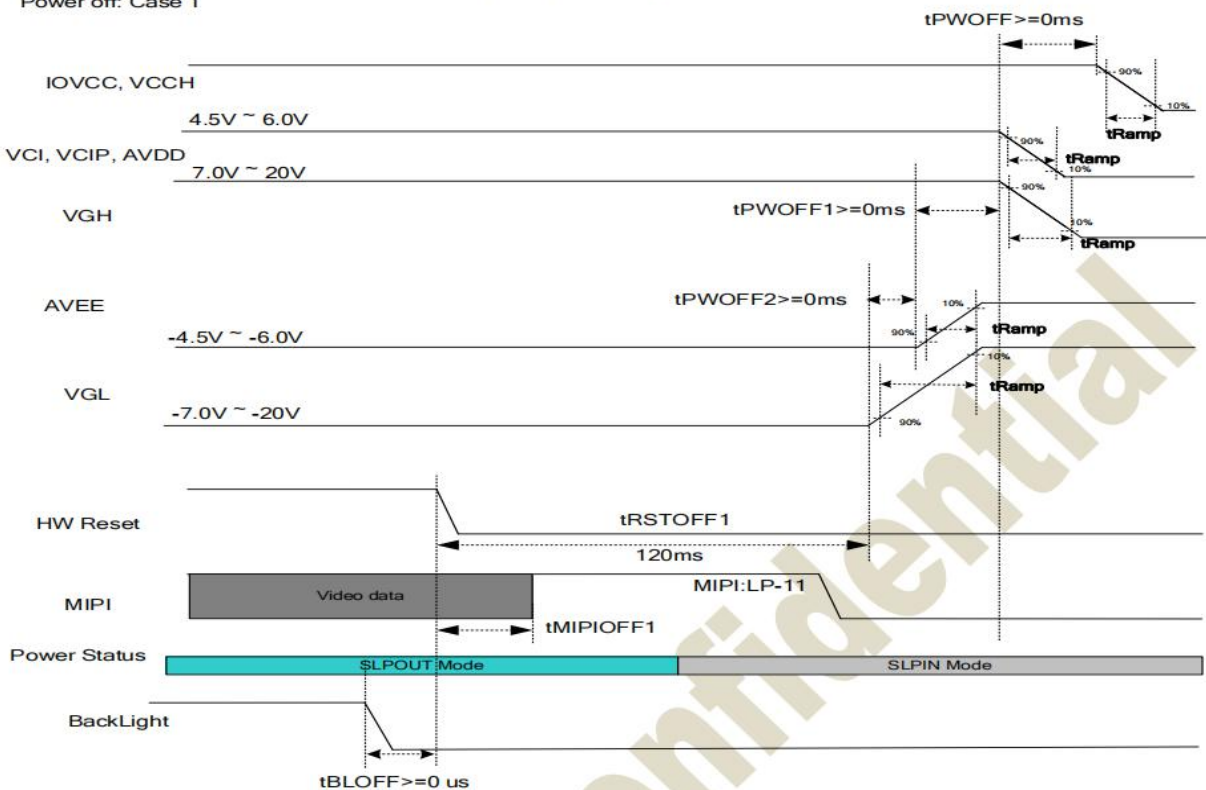 Power off: Case 1
tPWOFF>=0ms
IOVCC, VCCH
90%
10%
tRamp
4.5V ~ 6.0V
VCI, VCIP, AVDD
90%
10%
tRamp
7.0V ~ 20V
VGH
90%
10%
tRamp
tPWOFF1>=0ms
AVEE
tPWOFF2>=0ms
10%
90%
tRamp
-4.5V ~ -6.0V
VGL
10%
tRamp
-7.0V ~ -20V
90%
HW Reset
tRSTOFF1
120ms
MIPI
Video data
MIPI:LP-11
tMIPIOFF1
Power Status
SLPOUT Mode
SLPIN Mode
BackLight
tBLOFF>=0 us
onfidential